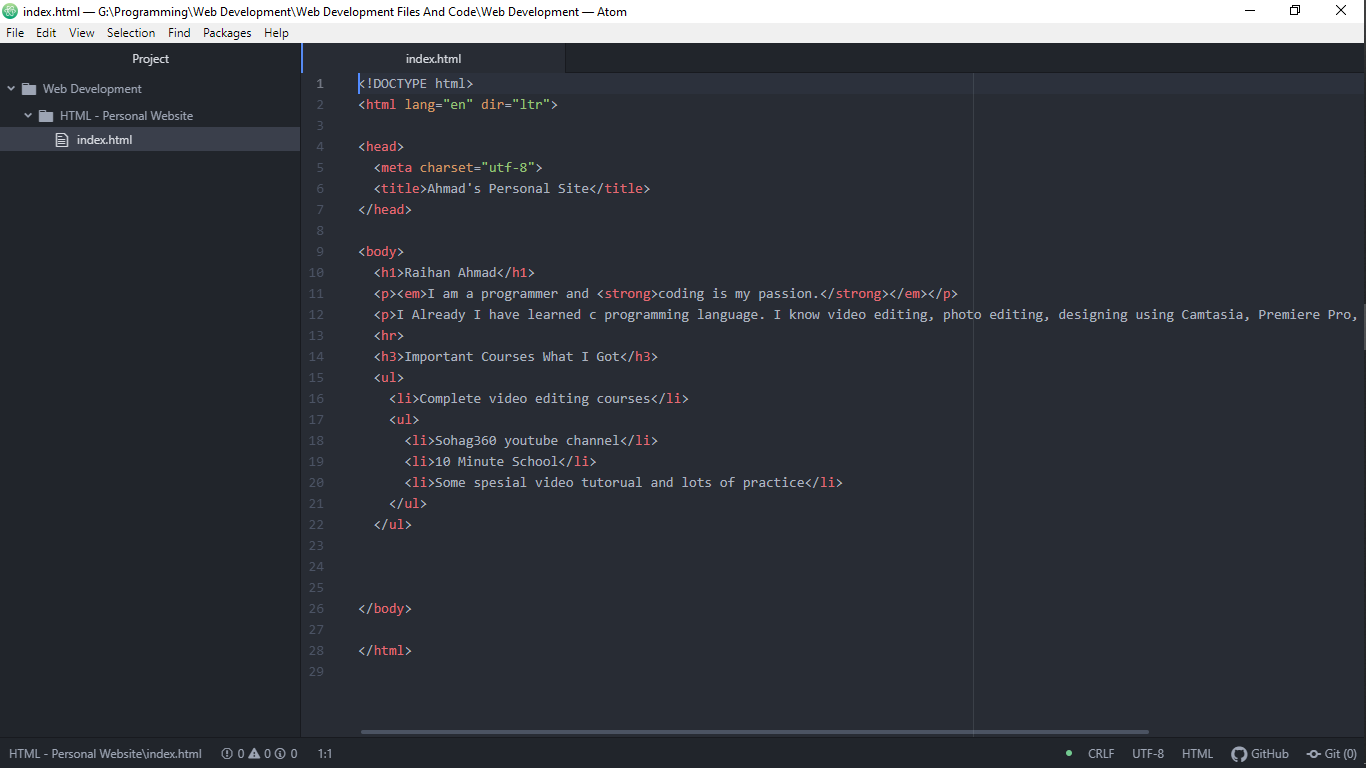 index.html — G:\Programming\Web Development\Web Development Files And Code\Web Development — Atom
File Edit View Selection Find Packages Help
Project
Web Development
HTML - Personal Website
index.html
index.html
1 <!DOCTYPE html>
2 <html lang="en" dir="ltr">
3
4 <head>
5 <meta charset="utf-8">
6 <title>Ahmad's Personal Site</title>
7 </head>
8
9 <body>
10 <h1>Raihan Ahmad</h1>
11 <p><em>I am a programmer and <strong>coding is my passion.</strong></em></p>
12 <p>I Already I have learned c programming language. I know video editing, photo editing, designing using Camtasia, Premiere Pro,
13 <hr>
14 <h3>Important Courses What I Got</h3>
15 <ul>
16 <li>Complete video editing courses</li>
17 <ul>
18 <li>Sohag360 youtube channel</li>
19 <li>10 Minute School</li>
20 <li>Some spesial video tutorual and lots of practice</li>
21 </ul>
22 </ul>
23
24
25
26 </body>
27
28 </html>
29
HTML - Personal Website\index.html 0 0 0 1:1 CRLF UTF-8 HTML GitHub Git (0)